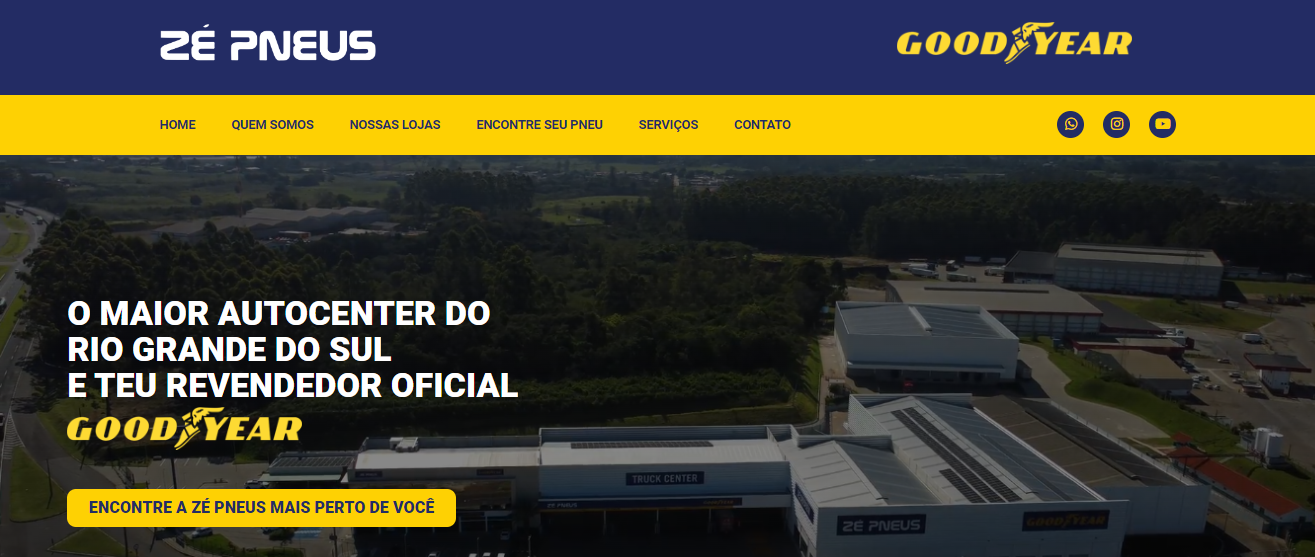 ZÉ PNEUS
GOODYEAR
HOME QUEM SOMOS NOSSAS LOJAS ENCONTRE SEU PNEU SERVIÇOS CONTATO
O MAIOR AUTOCENTER DO
RIO GRANDE DO SUL
E TEU REVENDEDOR OFICIAL
GOODYEAR
TRUCK CENTER
ENCONTRE A ZÉ PNEUS MAIS PERTO DE VOCÊ
ZÉ PNEUS
GOODYEAR